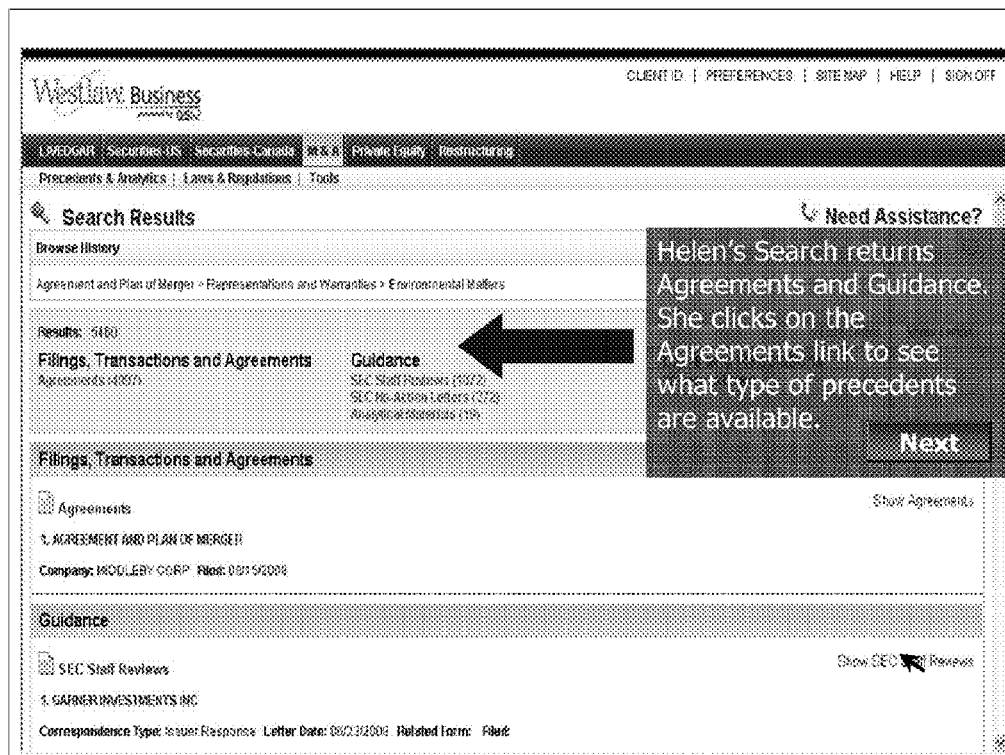 CLIENT ID | PREFERENCES | SITE MAP | HELP | SIGN OFF
Westlaw. Business
LIVEDGAR Securities US Securities Canada M & A Private Equity Restructuring
Precedents & Analytics | Laws & Regulations | Tools
Search Results
Need Assistance?
Browse History
Agreement and Plan of Merger > Representations and Warranties > Environmental Matters
Helen's Search returns
Agreements and Guidance.
She clicks on the
Agreements link to see
what type of precedents
are available.
Next
Results:
Filings, Transactions and Agreements
Agreements
Guidance
SEC Staff Reviews
SEC No-Action Letters
Analytical Materials
Filings, Transactions and Agreements
Agreements
Show Agreements
1. AGREEMENT AND PLAN OF MERGER
Company: MIDDLEBY CORP Filed:
Guidance
SEC Staff Reviews
Show SEC Staff Reviews
1. GARNER INVESTMENTS INC
Correspondence Type: Issuer Response Letter Date: Related Form: Filed: